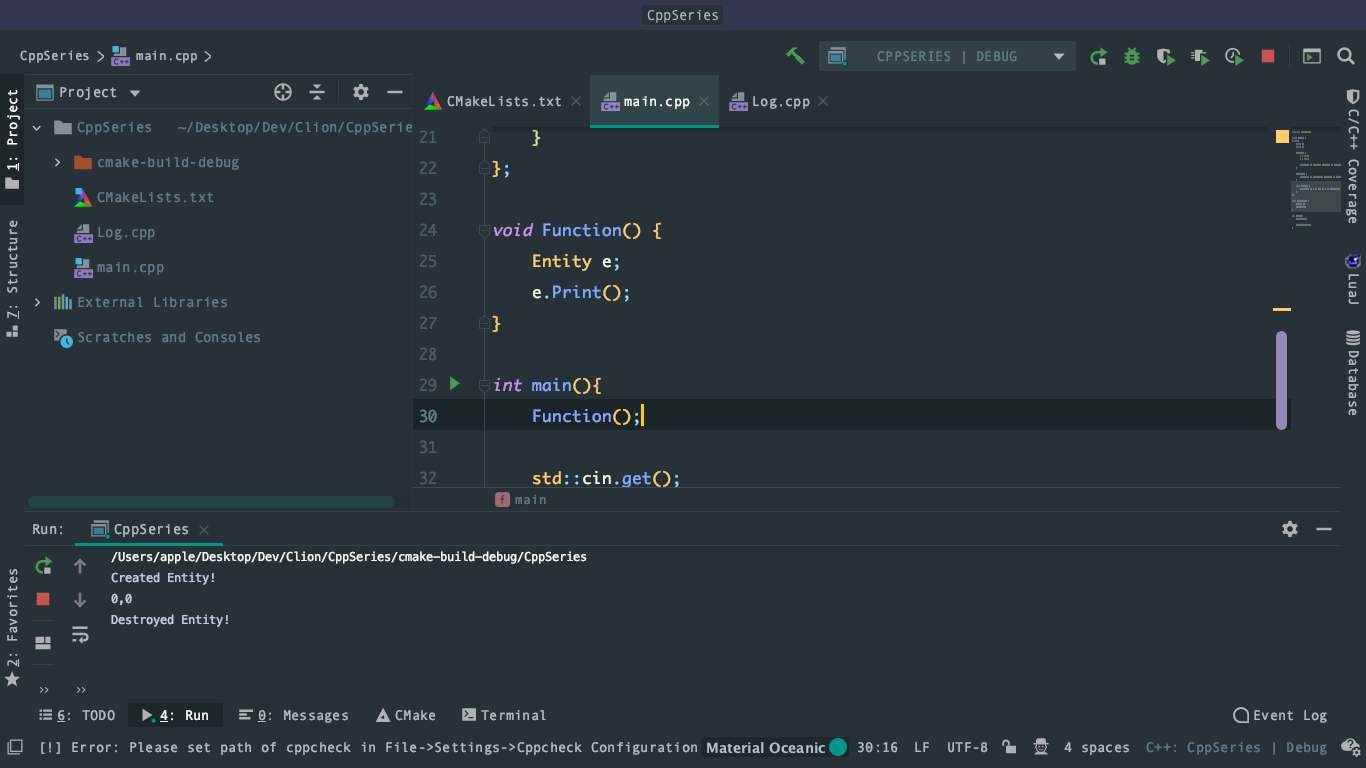 CppSeries
CppSeries > main.cpp >
CPPSERIES | DEBUG
1: Project
Z: Structure
2: Favorites
Project
CppSeries ~/Desktop/Dev/Clion/CppSerie
cmake-build-debug
CMakeLists.txt
Log.cpp
main.cpp
External Libraries
Scratches and Consoles
CMakeLists.txt main.cpp Log.cpp
21 }
22 };
23
24 void Function() {
25 Entity e;
26 e.Print();
27 }
28
29 int main(){
30 Function();
31
32 std::cin.get();
f main
C/C++ Coverage
LuaJ
Database
Run: CppSeries
/Users/apple/Desktop/Dev/Clion/CppSeries/cmake-build-debug/CppSeries
Created Entity!
0,0
Destroyed Entity!
6: TODO 4: Run 0: Messages CMake Terminal Event Log
[!] Error: Please set path of cppcheck in File->Settings->Cppcheck Configuration Material Oceanic 30:16 LF UTF-8 4 spaces C++: CppSeries | Debug